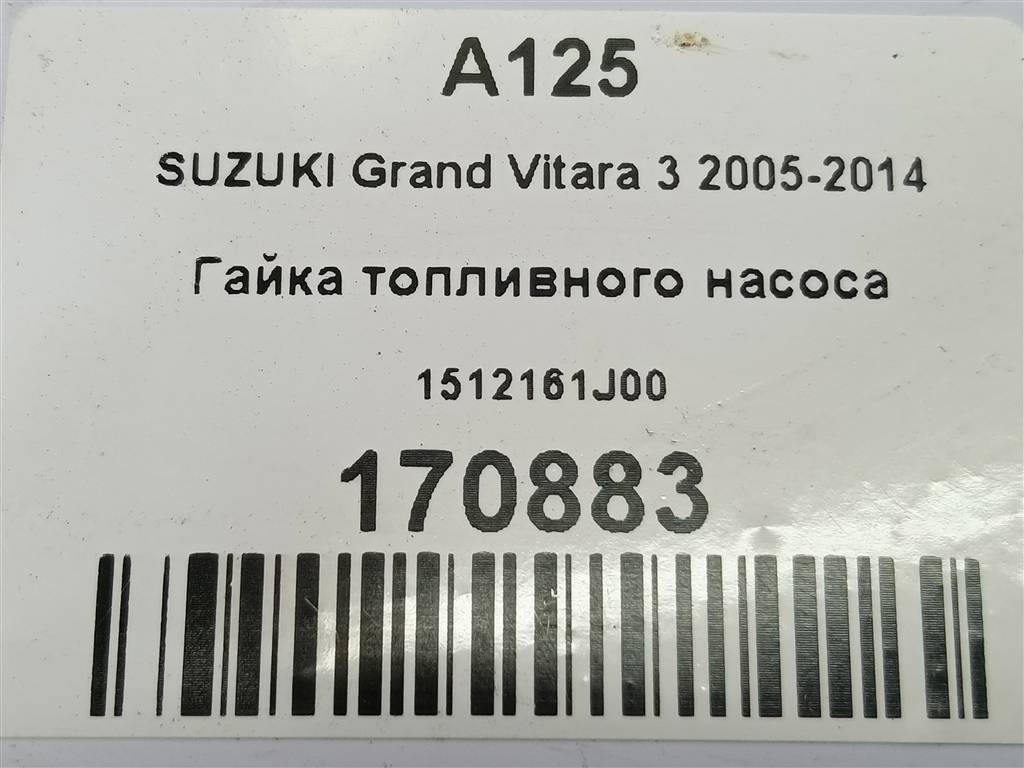 A125
SUZUKI Grand Vitara 3 2005-2014
Гайка топливного насоса
1512161J00
170883